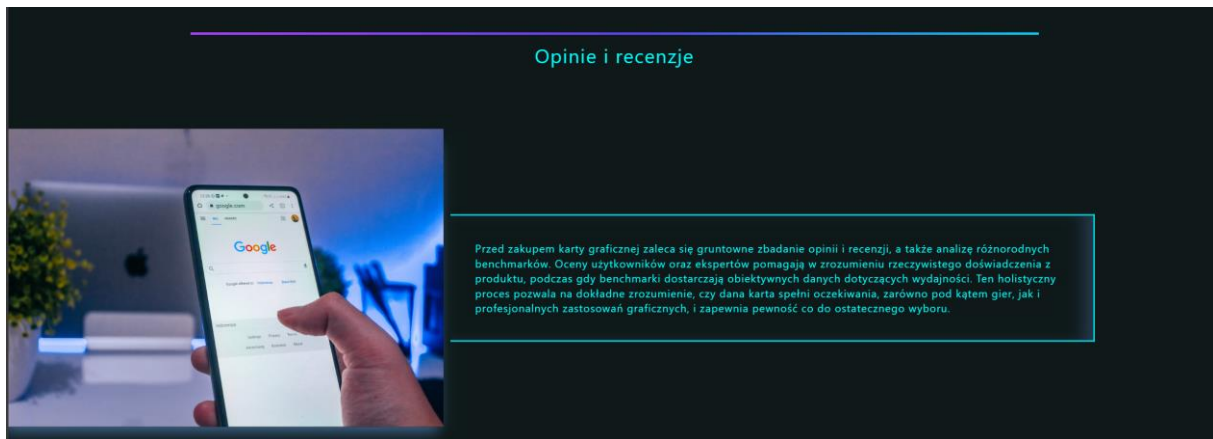 Opinie i recenzje
google.com
Google
Przed zakupem karty graficznej zaleca się gruntowne zbadanie opinii i recenzji, a także analizę różnorodnych
benchmarków. Oceny użytkowników oraz ekspertów pomagają w zrozumieniu rzeczywistego doświadczenia z
produktu, podczas gdy benchmarki dostarczają obiektywnych danych dotyczących wydajności. Ten holistyczny
proces pozwala na dokładne zrozumienie, czy dana karta spełni oczekiwania, zarówno pod kątem gier, jak i
profesjonalnych zastosowań graficznych, i zapewnia pewność co do ostatecznego wyboru.